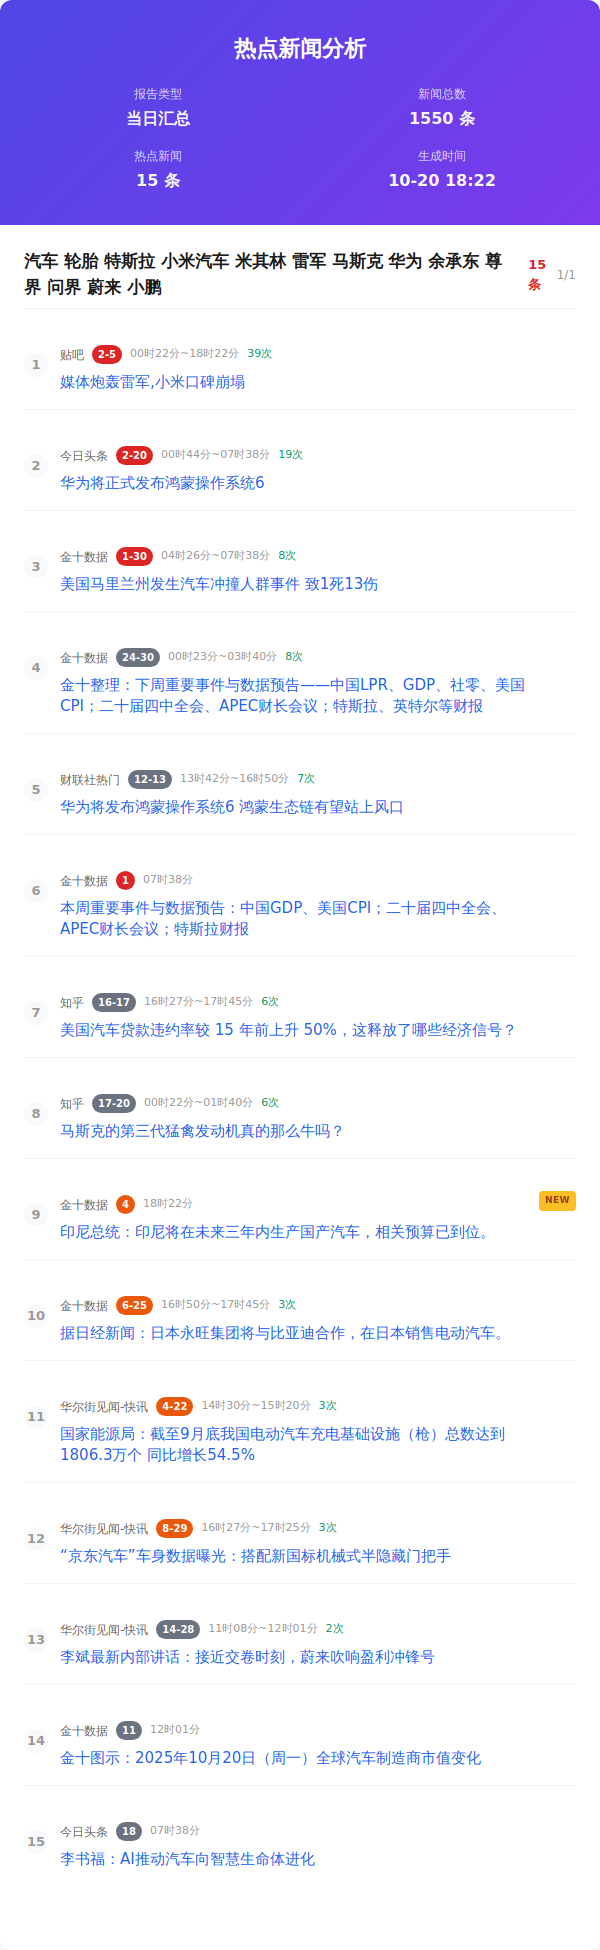 热点新闻分析
报告类型
当日汇总
新闻总数
1550 条
热点新闻
15 条
生成时间
10-20 18:22
汽车 轮胎 特斯拉 小米汽车 米其林 雷军 马斯克 华为 余承东 尊
界 问界 蔚来 小鹏
15
条
1/1
1
贴吧 2-5 00时22分~18时22分 39次
媒体炮轰雷军,小米口碑崩塌
2
今日头条 2-20 00时44分~07时38分 19次
华为将正式发布鸿蒙操作系统6
3
金十数据 1-30 04时26分~07时38分 8次
美国马里兰州发生汽车冲撞人群事件 致1死13伤
4
金十数据 24-30 00时23分~03时40分 8次
金十整理：下周重要事件与数据预告——中国LPR、GDP、社零、美国
CPI；二十届四中全会、APEC财长会议；特斯拉、英特尔等财报
5
财联社热门 12-13 13时42分~16时50分 7次
华为将发布鸿蒙操作系统6 鸿蒙生态链有望站上风口
6
金十数据 1 07时38分
本周重要事件与数据预告：中国GDP、美国CPI；二十届四中全会、
APEC财长会议；特斯拉财报
7
知乎 16-17 16时27分~17时45分 6次
美国汽车贷款违约率较 15 年前上升 50%，这释放了哪些经济信号？
8
知乎 17-20 00时22分~01时40分 6次
马斯克的第三代猛禽发动机真的那么牛吗？
9
金十数据 4 18时22分
NEW
印尼总统：印尼将在未来三年内生产国产汽车，相关预算已到位。
10
金十数据 6-25 16时50分~17时45分 3次
据日经新闻：日本永旺集团将与比亚迪合作，在日本销售电动汽车。
11
华尔街见闻-快讯 4-22 14时30分~15时20分 3次
国家能源局：截至9月底我国电动汽车充电基础设施（枪）总数达到
1806.3万个 同比增长54.5%
12
华尔街见闻-快讯 8-29 16时27分~17时25分 3次
“京东汽车”车身数据曝光：搭配新国标机械式半隐藏门把手
13
华尔街见闻-快讯 14-28 11时08分~12时01分 2次
李斌最新内部讲话：接近交卷时刻，蔚来吹响盈利冲锋号
14
金十数据 11 12时01分
金十图示：2025年10月20日（周一）全球汽车制造商市值变化
15
今日头条 18 07时38分
李书福：AI推动汽车向智慧生命体进化